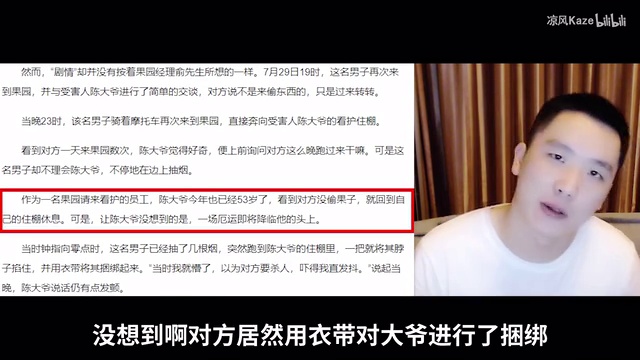 凉风Kaze bilibili
然而，“剧情”却并没有按着果园经理俞先生所想的一样。7月29日19时，这名男子再次来
到果园，并与受害人陈大爷进行了简单的交谈，对方说不是来偷东西的，只是过来转转。
当晚23时，该名男子骑着摩托车再次来到果园，直接奔向受害人陈大爷的看护住棚。
看到对方一天来果园数次，陈大爷觉得好奇，便上前询问对方这么晚跑过来干嘛。可是这
名男子却不理会陈大爷，不停地在边上抽烟。
作为一名果园请来看护的员工，陈大爷今年也已经53岁了，看到对方没偷果子，就回到自
己的住棚休息。可是，让陈大爷没想到的是，一场厄运即将降临他的头上。
当时钟指向零点时，这名男子已经抽了几根烟，突然跑到陈大爷的住棚里，一把就将其脖
子掐住，并用衣带将其捆绑起来。“当时我就懵了，以为对方要杀人，吓得我直发抖。”说起当
晚，陈大爷说话仍有点发颤。
没想到啊对方居然用衣带对大爷进行了捆绑